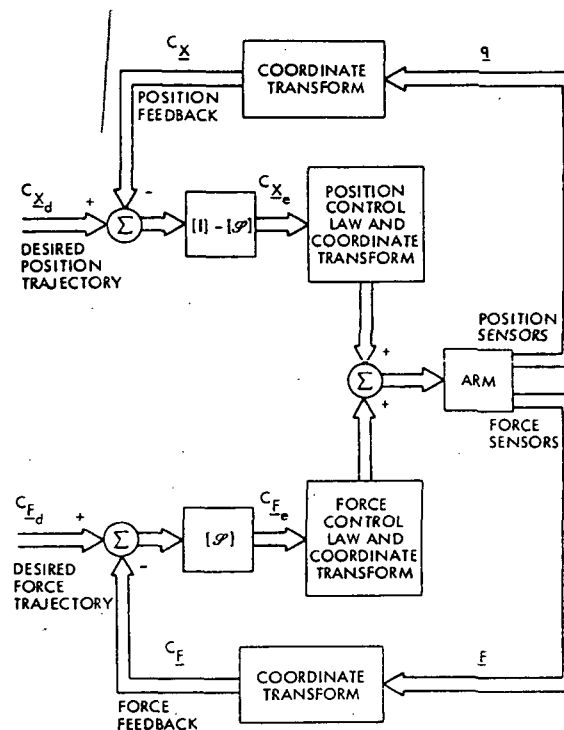 C X
COORDINATE
TRANSFORM
q
POSITION
FEEDBACK
C X d
+
-
Σ
[I] - [𝒮]
C X e
POSITION
CONTROL
LAW AND
COORDINATE
TRANSFORM
DESIRED
POSITION
TRAJECTORY
POSITION
SENSORS
+
Σ
+
ARM
FORCE
SENSORS
C F d
+
-
Σ
[𝒮]
C F e
FORCE
CONTROL
LAW AND
COORDINATE
TRANSFORM
DESIRED
FORCE
TRAJECTORY
C F
COORDINATE
TRANSFORM
F
FORCE
FEEDBACK